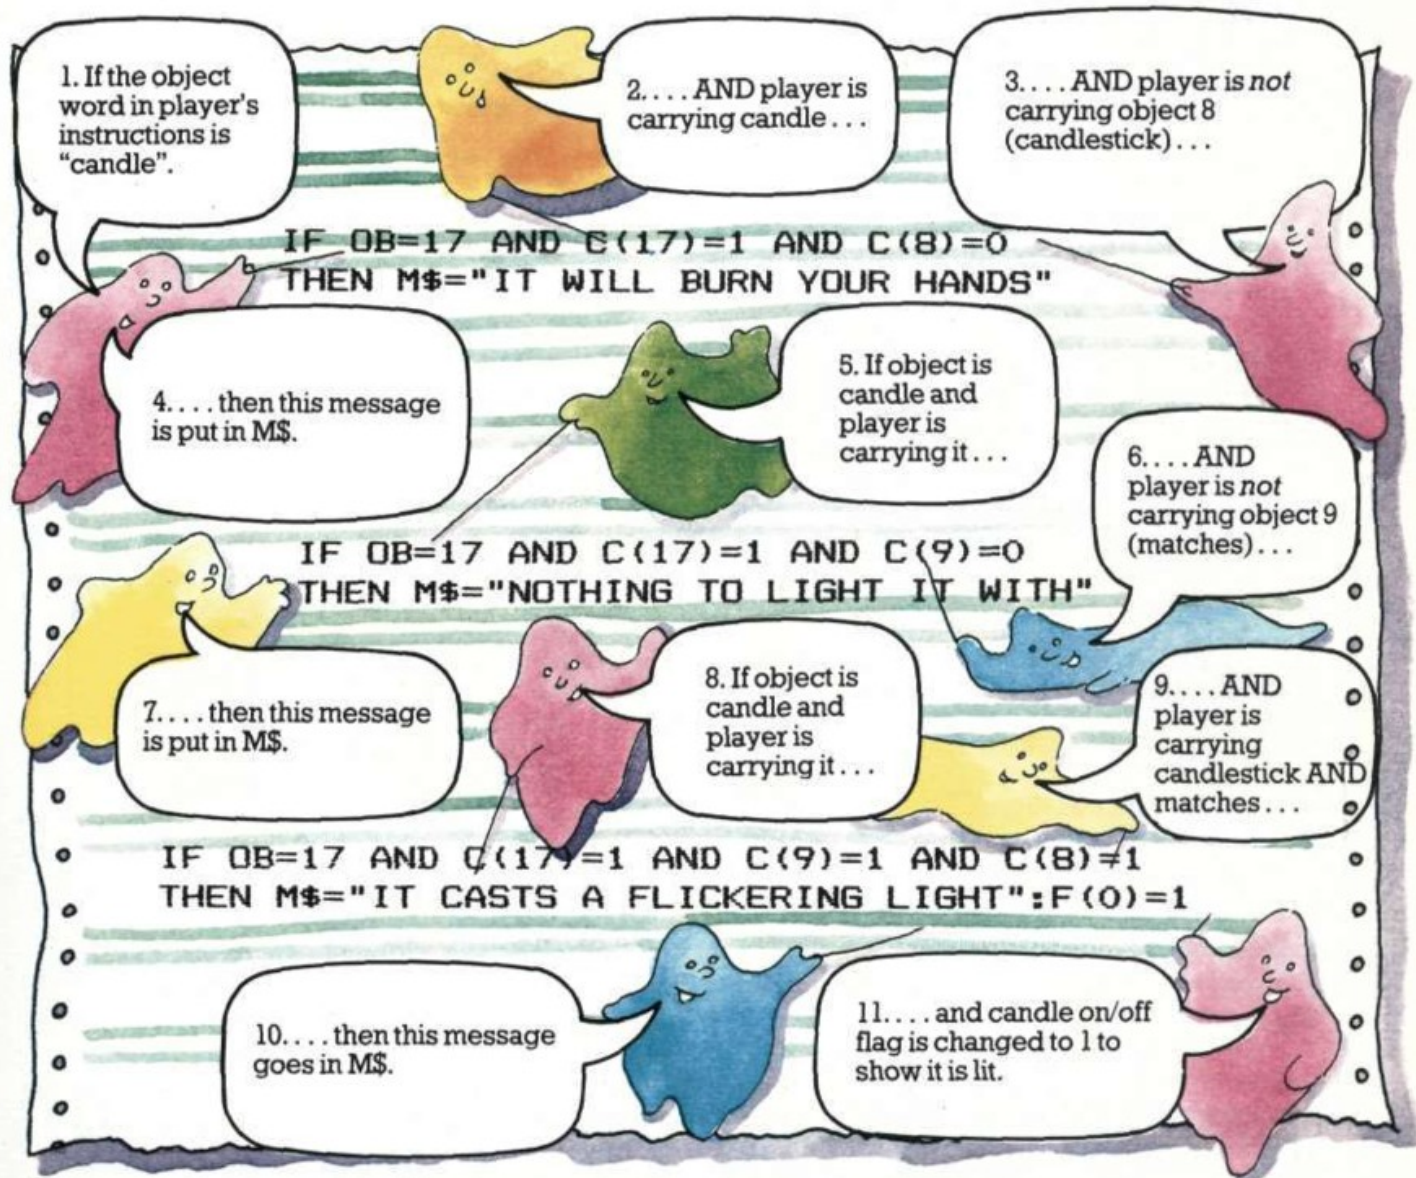 1. If the object
word in player's
instructions is
"candle".
2. . . . AND player is
carrying candle . . .
3. . . . AND player is not
carrying object 8
(candlestick) . . .
IF OB=17 AND C(17)=1 AND C(8)=0
THEN M$="IT WILL BURN YOUR HANDS"
4. . . . then this message
is put in M$.
5. If object is
candle and
player is
carrying it . . .
6. . . . AND
player is not
carrying object 9
(matches) . . .
IF OB=17 AND C(17)=1 AND C(9)=0
THEN M$="NOTHING TO LIGHT IT WITH"
7. . . . then this message
is put in M$.
8. If object is
candle and
player is
carrying it . . .
9. . . . AND
player is
carrying
candlestick AND
matches . . .
IF OB=17 AND C(17)=1 AND C(9)=1 AND C(8)=1
THEN M$="IT CASTS A FLICKERING LIGHT":F(0)=1
10. . . . then this message
goes in M$.
11. . . . and candle on/off
flag is changed to 1 to
show it is lit.